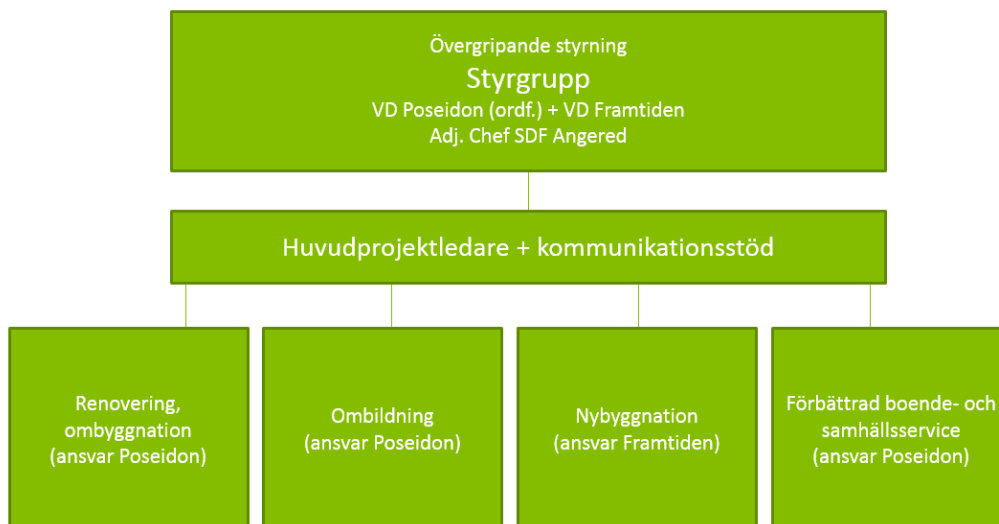 Övergripande styrning
Styrgrupp
VD Poseidon (ordf.) + VD Framtiden
Adj. Chef SDF Angered
Huvudprojektledare + kommunikationsstöd
Renovering,
ombyggnation
(ansvar Poseidon)
Ombildning
(ansvar Poseidon)
Nybyggnation
(ansvar Framtiden)
Förbättrad boende- och
samhällsservice
(ansvar Poseidon)